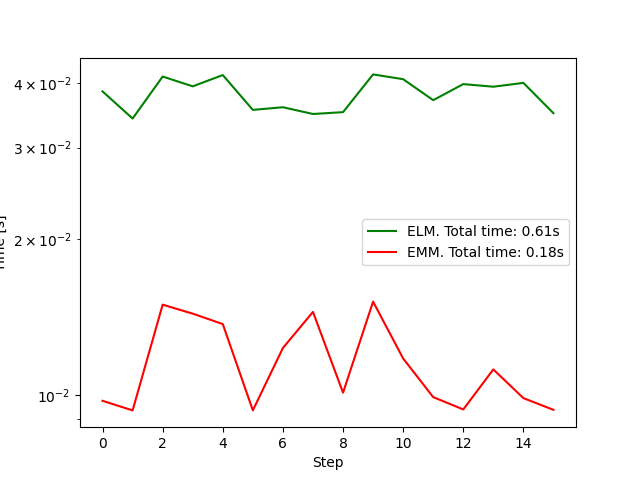 4 × 10⁻²
3 × 10⁻²
2 × 10⁻²
10⁻²
Time [s]
ELM. Total time: 0.61s
EMM. Total time: 0.18s
0 2 4 6 8 10 12 14
Step